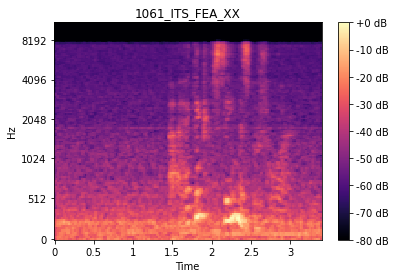 1061_ITS_FEA_XX
+0 dB
8192
-10 dB
4096
-20 dB
-30 dB
2048
Hz
-40 dB
1024
-50 dB
512
-60 dB
-70 dB
0
-80 dB
0 0.5 1 1.5 2 2.5 3
Time